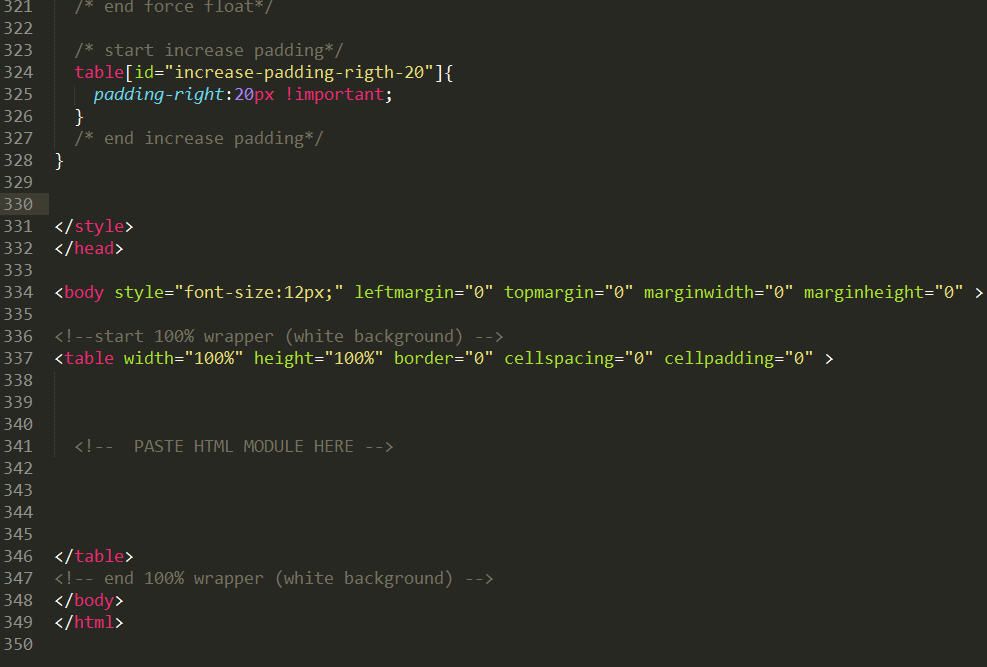 321 /* end force float*/
322
323 /* start increase padding*/
324 table[id="increase-padding-rigth-20"]{
325 padding-right:20px !important;
326 }
327 /* end increase padding*/
328 }
329
330
331 </style>
332 </head>
333
334 <body style="font-size:12px;" leftmargin="0" topmargin="0" marginwidth="0" marginheight="0" >
335
336 <!--start 100% wrapper (white background) -->
337 <table width="100%" height="100%" border="0" cellspacing="0" cellpadding="0" >
338
339
340
341 <!--  PASTE HTML MODULE HERE -->
342
343
344
345
346 </table>
347 <!-- end 100% wrapper (white background) -->
348 </body>
349 </html>
350